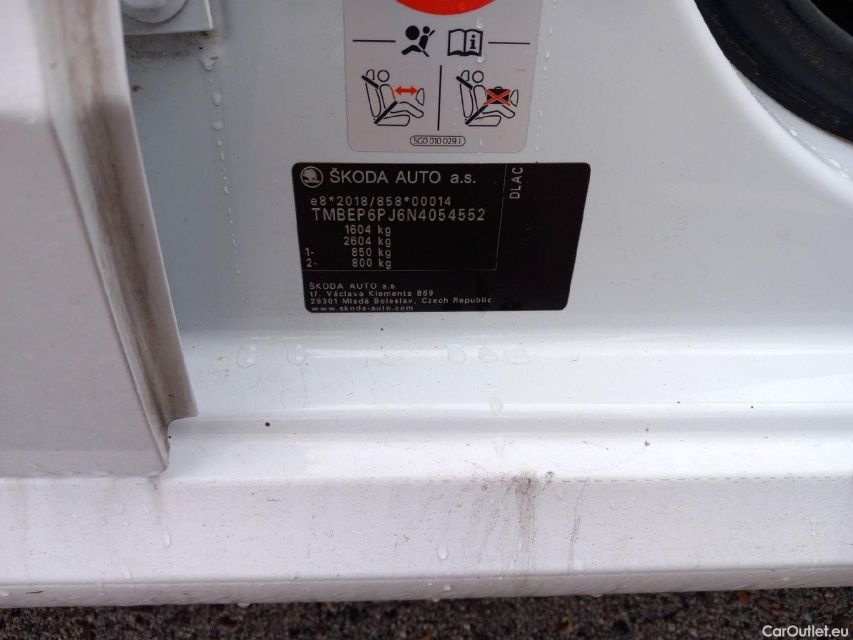 5G0 010 029 J
ŠKODA AUTO a.s.
DLAC
e8*2018/858*00014
TMBEP6PJ6N4054552
1604 kg
2604 kg
1- 850 kg
2- 800 kg
ŠKODA AUTO a.s.
tř. Václava Klementa 869
29301 Mladá Boleslav, Czech Republic
www.skoda-auto.com
CarOutlet.eu